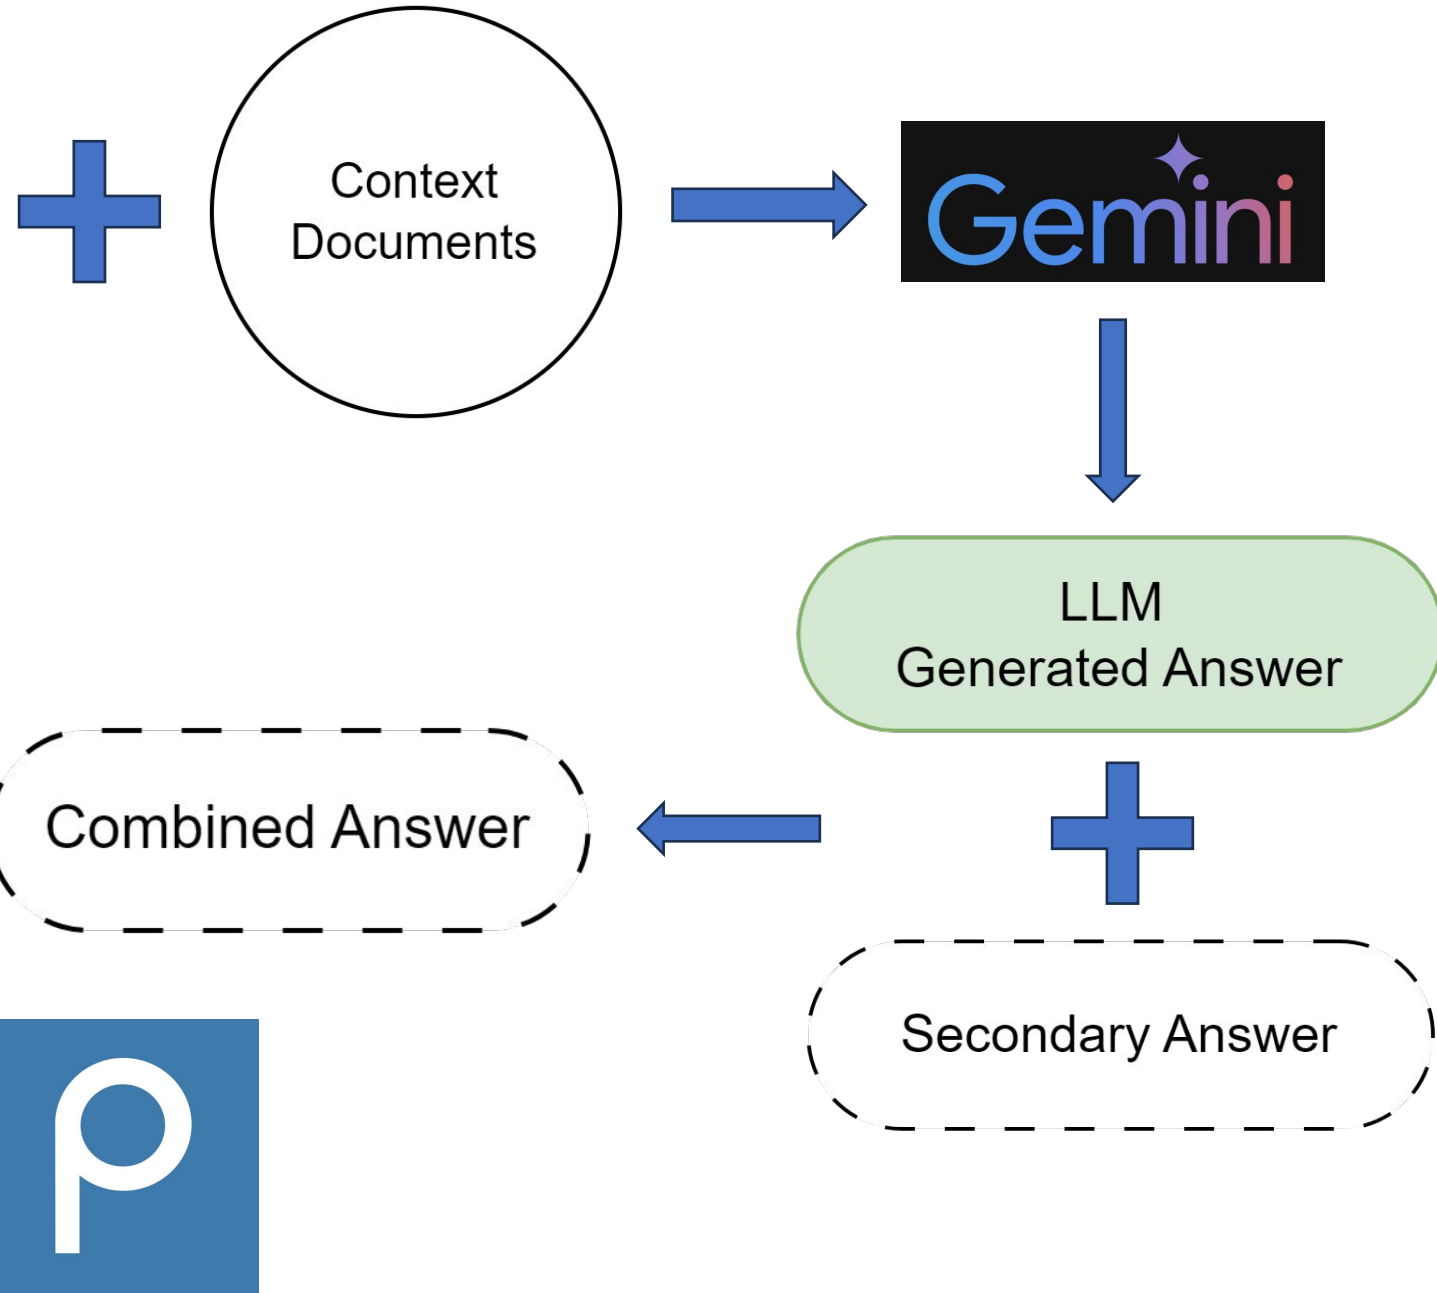 Context
Documents
Gemini
LLM
Generated Answer
Combined Answer
Secondary Answer
P